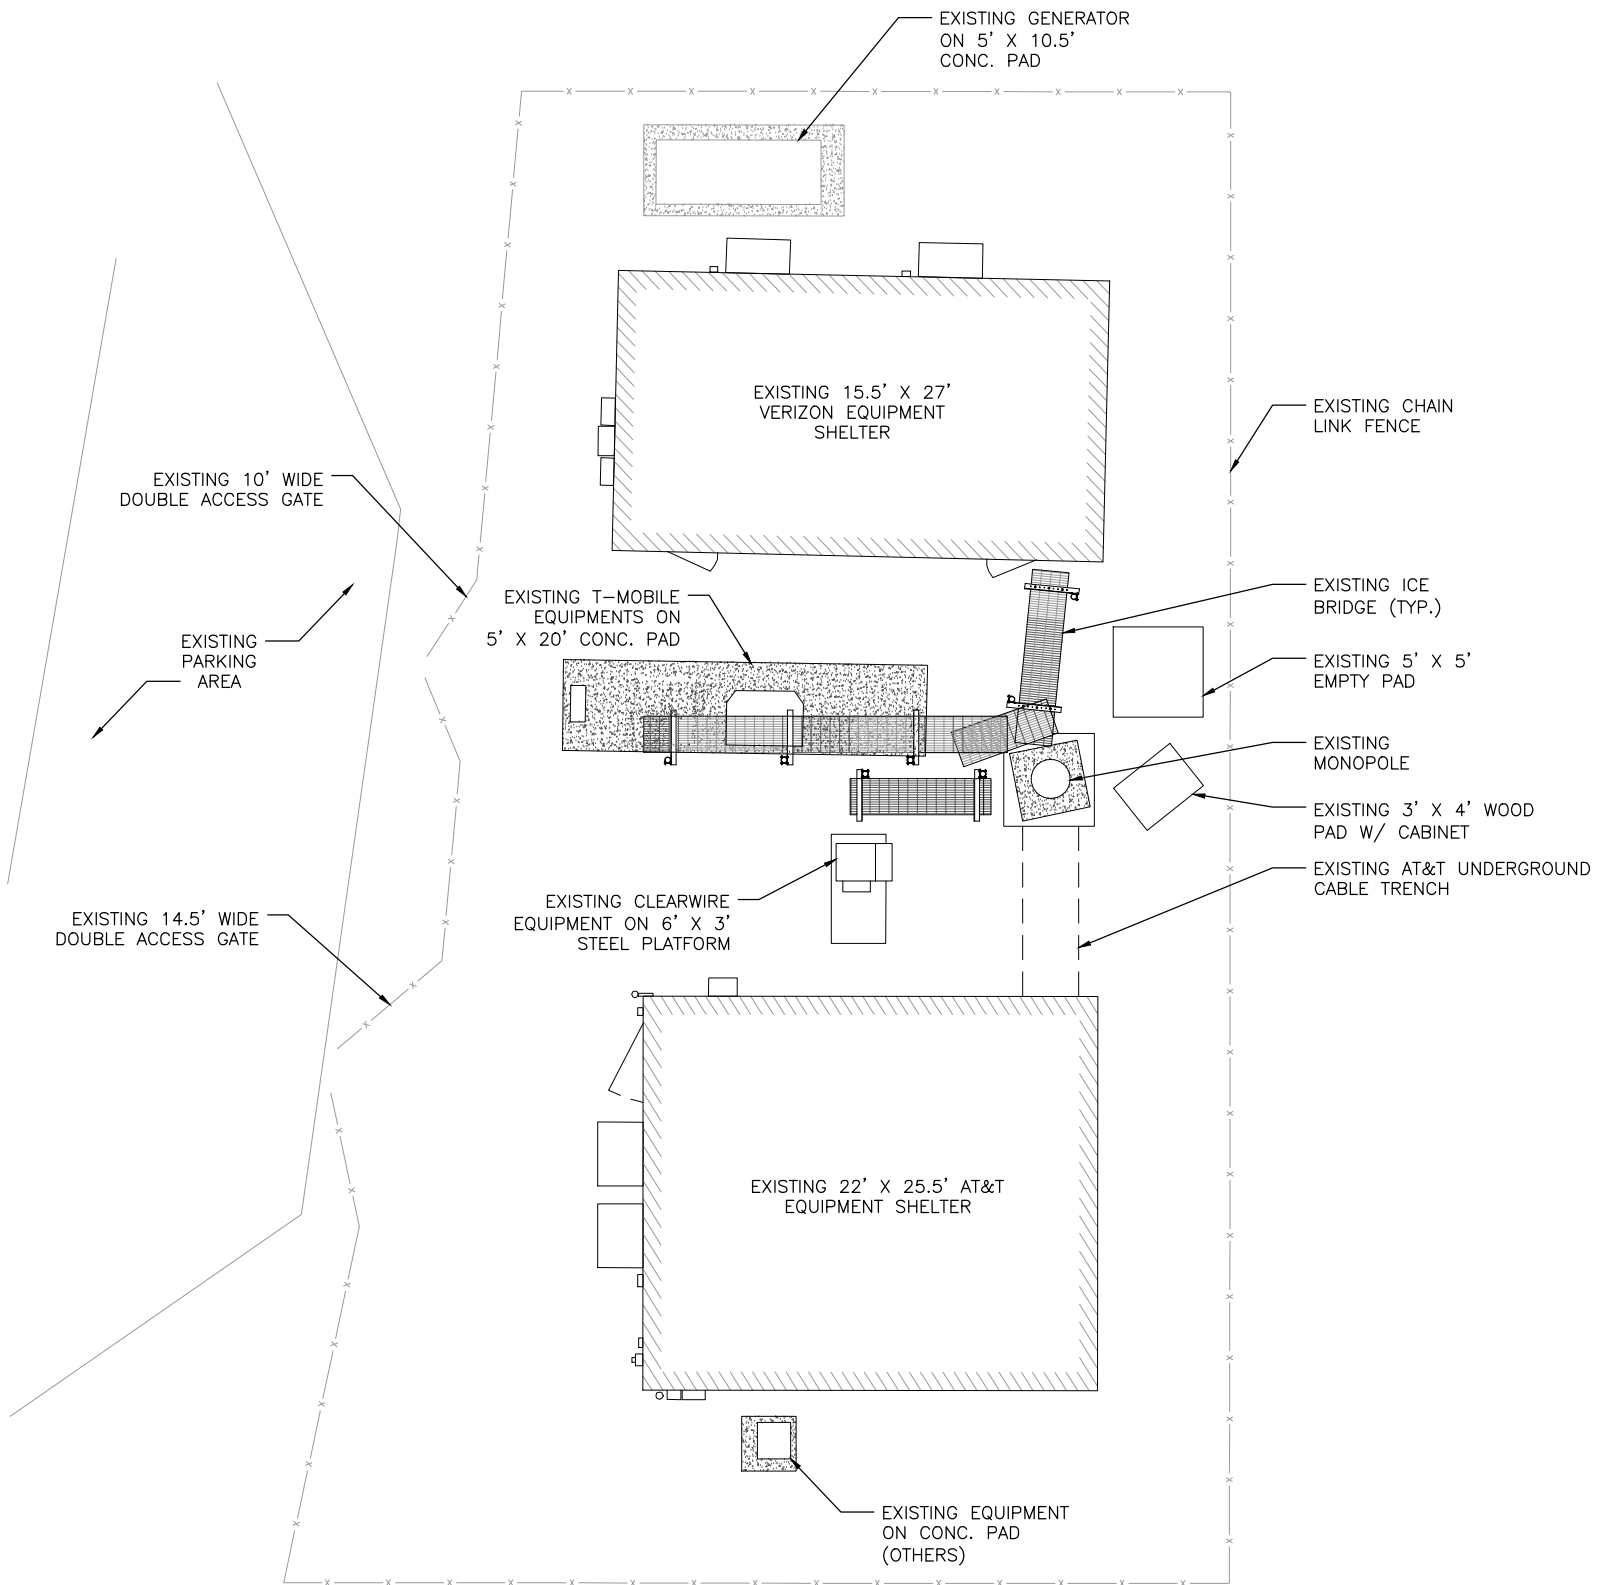 EXISTING GENERATOR
ON 5' X 10.5'
CONC. PAD
EXISTING 15.5' X 27'
VERIZON EQUIPMENT
SHELTER
EXISTING CHAIN
LINK FENCE
EXISTING 10' WIDE
DOUBLE ACCESS GATE
EXISTING T-MOBILE
EQUIPMENTS ON
5' X 20' CONC. PAD
EXISTING ICE
BRIDGE (TYP.)
EXISTING
PARKING
AREA
EXISTING 5' X 5'
EMPTY PAD
EXISTING
MONOPOLE
EXISTING 3' X 4' WOOD
PAD W/ CABINET
EXISTING AT&T UNDERGROUND
CABLE TRENCH
EXISTING CLEARWIRE
EQUIPMENT ON 6' X 3'
STEEL PLATFORM
EXISTING 14.5' WIDE
DOUBLE ACCESS GATE
EXISTING 22' X 25.5' AT&T
EQUIPMENT SHELTER
EXISTING EQUIPMENT
ON CONC. PAD
(OTHERS)